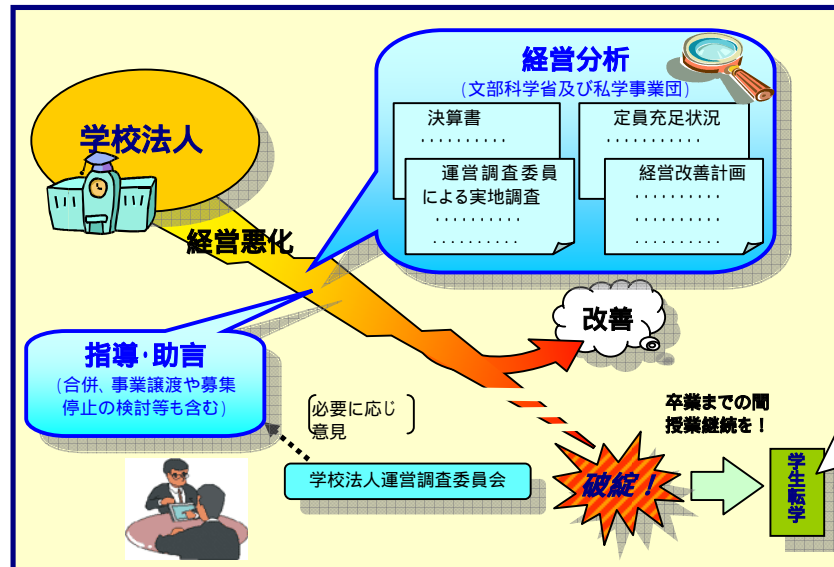 経営分析
(文部科学省及び私学事業団)
決算書
..........
定員充足状況
...........
運営調査委員
による実地調査
..........
..........
経営改善計画
..........
..........
..........
学校法人
経営悪化
改善
指導・助言
(合併、事業譲渡や募集
停止の検討等も含む)
必要に応じ
意見
学校法人運営調査委員会
破綻!
卒業までの間
授業継続を!
学生転学